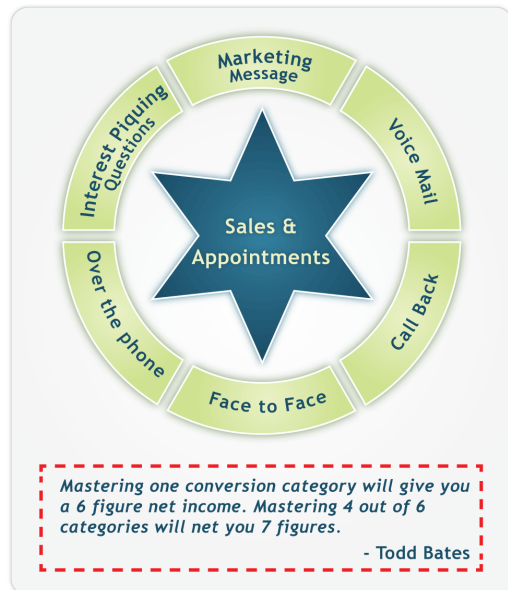 Marketing
Message
Voice Mail
Call Back
Face to Face
Over the phone
Interest Piquing
Questions
Sales &
Appointments
Mastering one conversion category will give you
a 6 figure net income. Mastering 4 out of 6
categories will net you 7 figures.
- Todd Bates